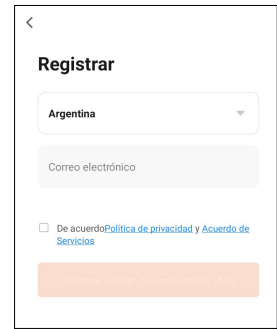 Registrar
Argentina
Correo electrónico
De acuerdoPolítica de privacidad y Acuerdo de
Servicios